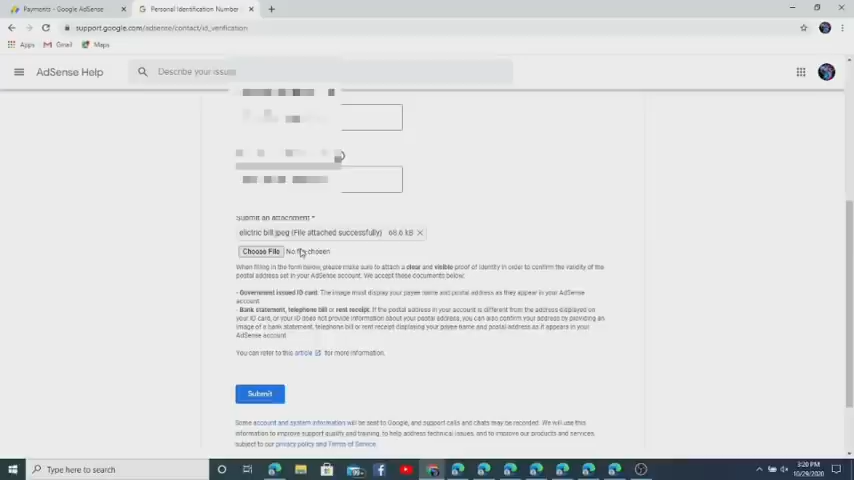 Payments - Google AdSense
Personal Identification Number
support.google.com/adsense/contact/id_verification
Apps Gmail Maps
AdSense Help
Describe your issue
Submit an attachment *
elictric bill.jpeg (File attached successfully) 68.6 kB
Choose File No file chosen
When filling in the form below, please make sure to attach a clear and visible proof of identity in order to confirm the validity of the
postal address set in your AdSense account. We accept these documents below:
- Government issued ID card: The image must display your payee name and postal address as they appear in your AdSense
account
- Bank statement, telephone bill or rent receipt: If the postal address in your account is different from the address displayed on
your ID card, or your ID does not provide information about your postal address, you can also confirm your address by providing an
image of a bank statement, telephone bill or rent receipt displaying your payee name and postal address as it appears in your
AdSense account
You can refer to this article for more information.
Submit
Some account and system information will be sent to Google, and support calls and chats may be recorded. We will use this
information to improve support quality and training, to help address technical issues, and to improve our products and services,
subject to our privacy policy and Terms of Service.
Type here to search
3:20 PM
10/29/2020